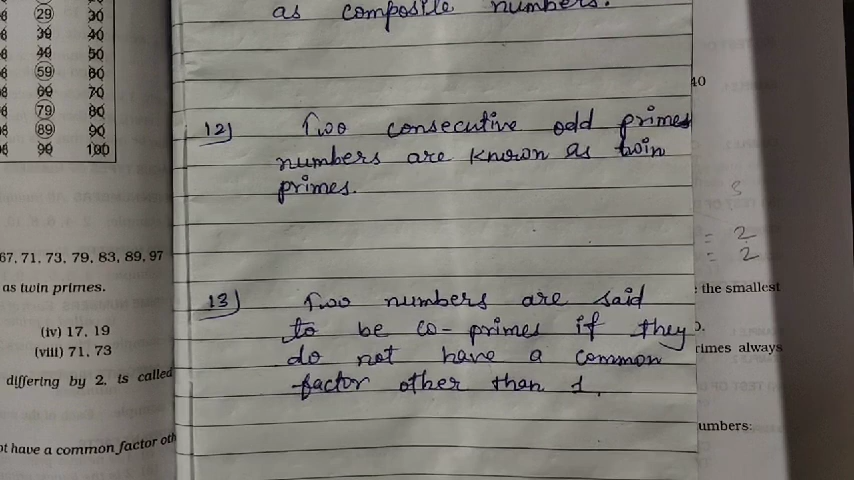 29 30
39 40
49 50
59 60
69 70
79 80
89 90
99 100
67, 71, 73, 79, 83, 89, 97
as twin primes.
(iv) 17, 19
(viii) 71, 73
differing by 2, is called
have a common factor oth
as composite numbers.
12) Two consecutive odd primes
numbers are known as twin
primes.
13) Two numbers are said
to be co-primes if they
do not have a common
factor other than 1.
40
= 2
= 2
the smallest
always
umbers: